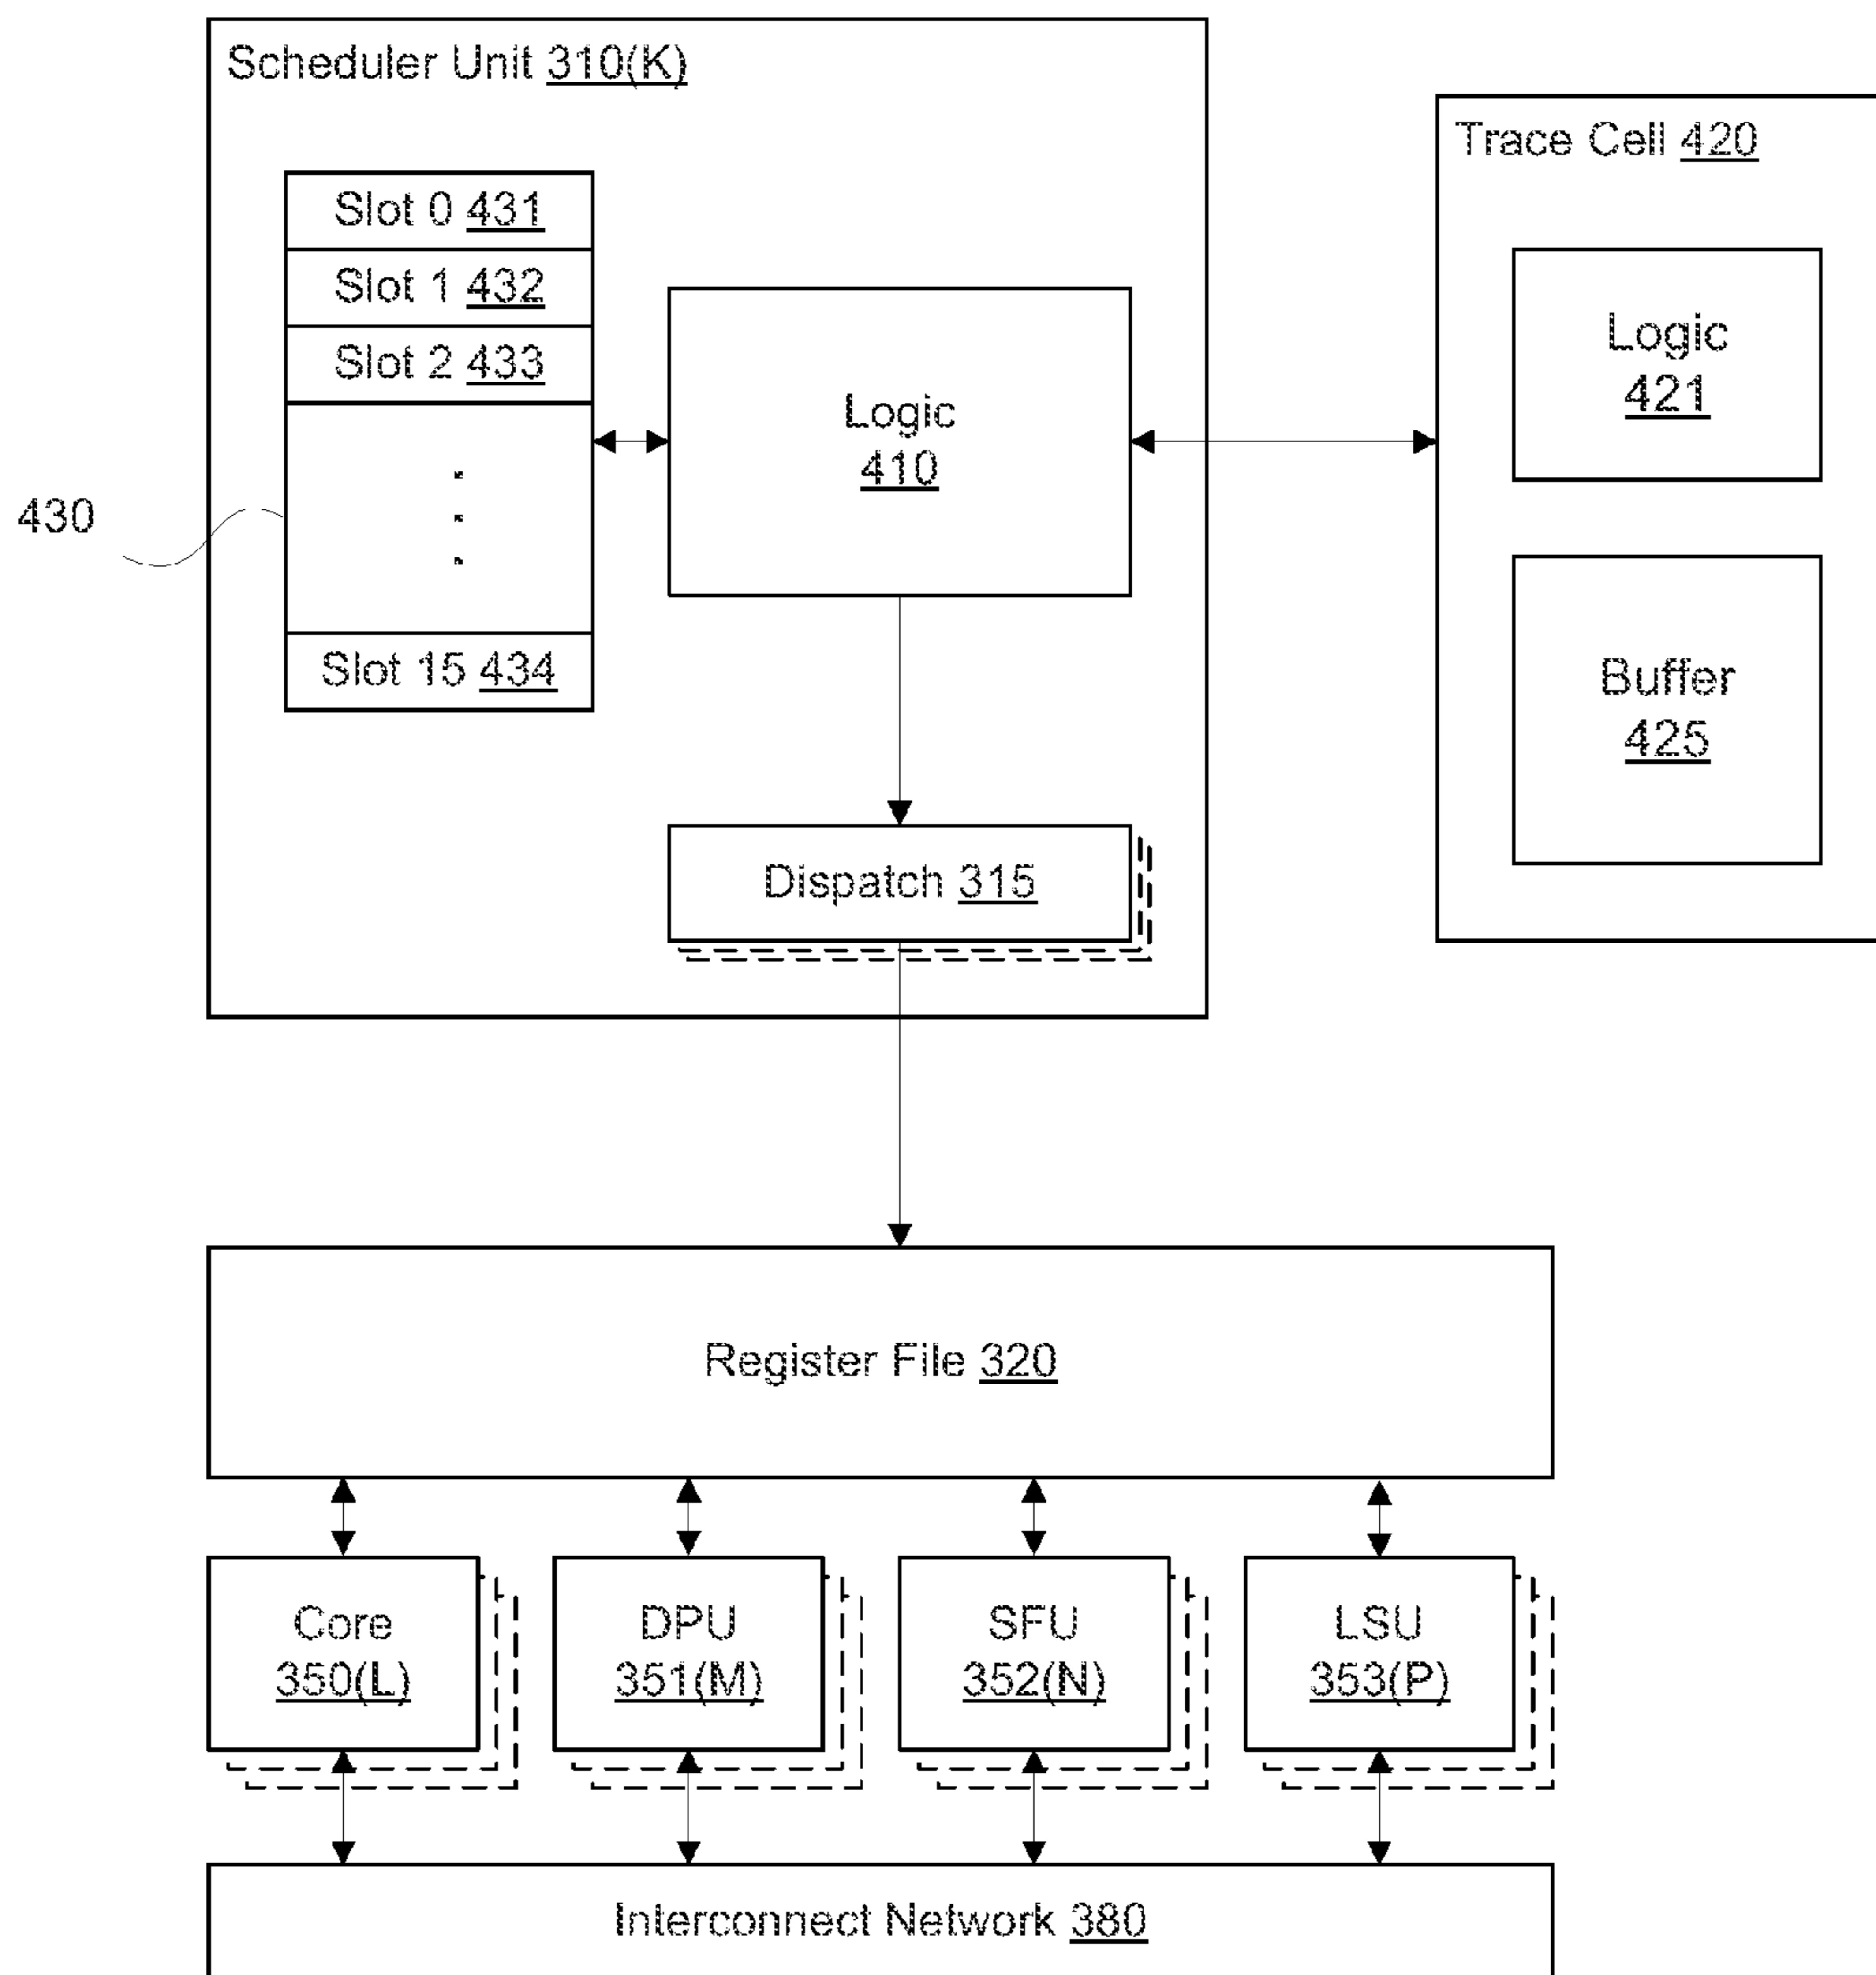 Scheduler Unit 310(K)
Trace Cell 420
Slot 0 431
Slot 1 432
Slot 2 433
Logic
410
Logic
421
430
Slot 15 434
Buffer
425
Dispatch 315
Register File 320
Core
350(L)
DPU
351(M)
SFU
352(N)
LSU
353(P)
Interconnect Network 380